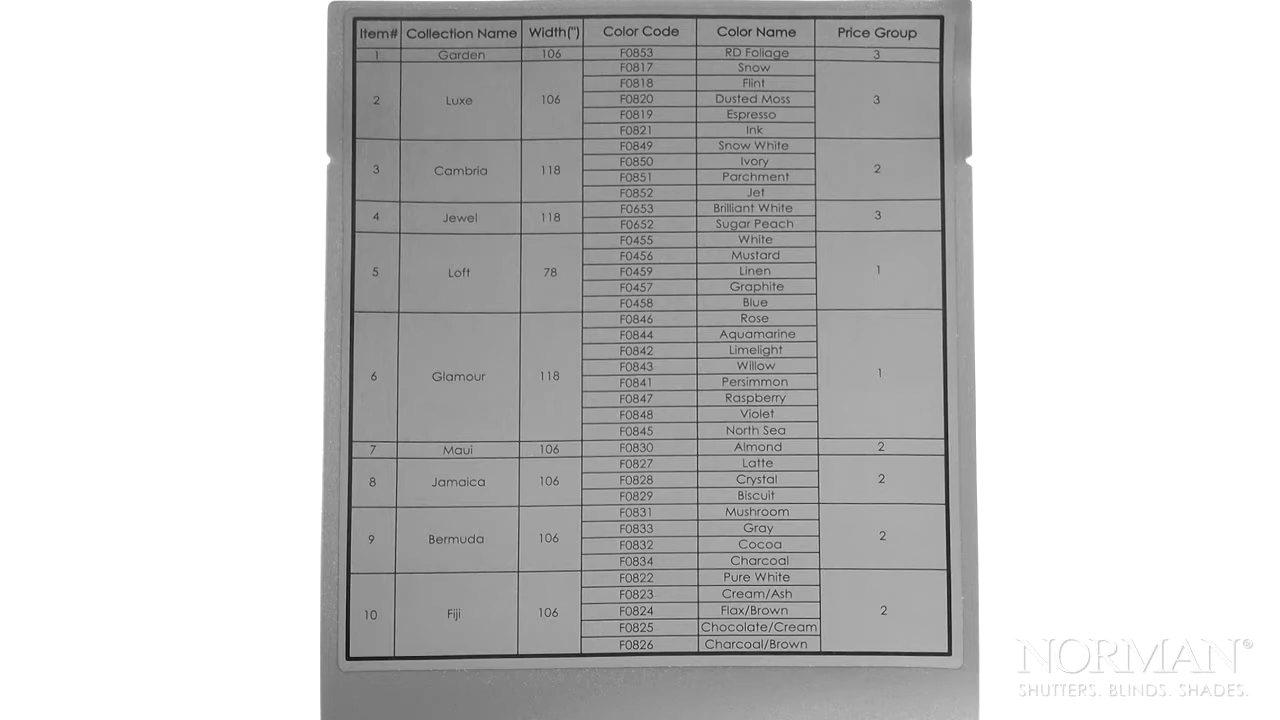 Item# Collection Name Width(") Color Code Color Name Price Group
1 Garden 106 F0853 RD Foliage 3
F0817 Snow
F0818 Flint
2 Luxe 106 F0820 Dusted Moss 3
F0819 Espresso
F0821 Ink
F0849 Snow White
3 Cambria 118 F0850 Ivory 2
F0851 Parchment
F0852 Jet
4 Jewel 118 F0653 Brilliant White 3
F0652 Sugar Peach
F0455 White
F0456 Mustard
5 Loft 78 F0459 Linen 1
F0457 Graphite
F0458 Blue
F0846 Rose
F0844 Aquamarine
F0842 Limelight
F0843 Willow
6 Glamour 118 F0841 Persimmon 1
F0847 Raspberry
F0848 Violet
F0845 North Sea
7 Maui 106 F0830 Almond 2
F0827 Latte
8 Jamaica 106 F0828 Crystal 2
F0829 Biscuit
F0831 Mushroom
F0833 Gray
9 Bermuda 106 F0832 Cocoa 2
F0834 Charcoal
F0822 Pure White
F0823 Cream/Ash
10 Fiji 106 F0824 Flax/Brown 2
F0825 Chocolate/Cream
F0826 Charcoal/Brown
NORMAN®
SHUTTERS. BLINDS. SHADES.